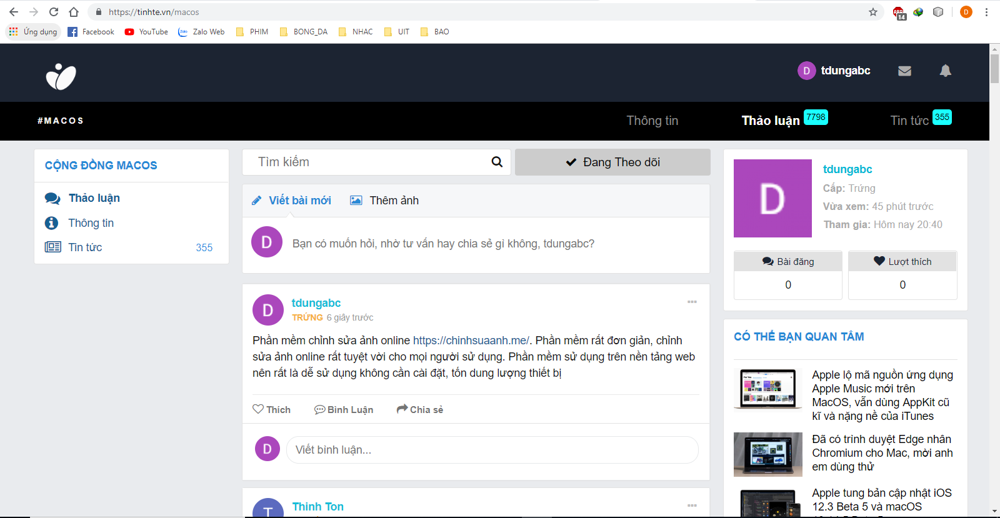 https://tinhte.vn/macos
ABP
14
D
Ứng dụng
Facebook
YouTube
Zalo
Zalo Web
PHIM
BONG_DA
NHAC
UIT
BAO
D
tdungabc
#MACOS
Thông tin
Thảo luận 7798
Tin tức 355
CỘNG ĐỒNG MACOS
Thảo luận
Thông tin
Tin tức 355
Tìm kiếm
Đang Theo dõi
Viết bài mới
Thêm ảnh
D
Bạn có muốn hỏi, nhờ tư vấn hay chia sẻ gì không, tdungabc?
D
tdungabc
TRỨNG 6 giây trước
Phần mềm chỉnh sửa ảnh online https://chinhsuaanh.me/. Phần mềm rất đơn giản, chỉnh
sửa ảnh online rất tuyệt vời cho mọi người sử dụng. Phần mềm sử dụng trên nền tảng web
nên rất là dễ sử dụng không cần cài đặt, tốn dung lượng thiết bị
Thích
Bình Luận
Chia sẻ
D
Viết bình luận...
T
Thinh Ton
D
tdungabc
Cấp: Trứng
Vừa xem: 45 phút trước
Tham gia: Hôm nay 20:40
Bài đăng
0
Lượt thích
0
CÓ THỂ BẠN QUAN TÂM
Apple lộ mã nguồn ứng dụng
Apple Music mới trên
MacOS, vẫn dùng AppKit cũ
kĩ và nặng nề của iTunes
Đã có trình duyệt Edge nhân
Chromium cho Mac, mời anh
em dùng thử
Apple tung bản cập nhật iOS
12.3 Beta 5 và macOS